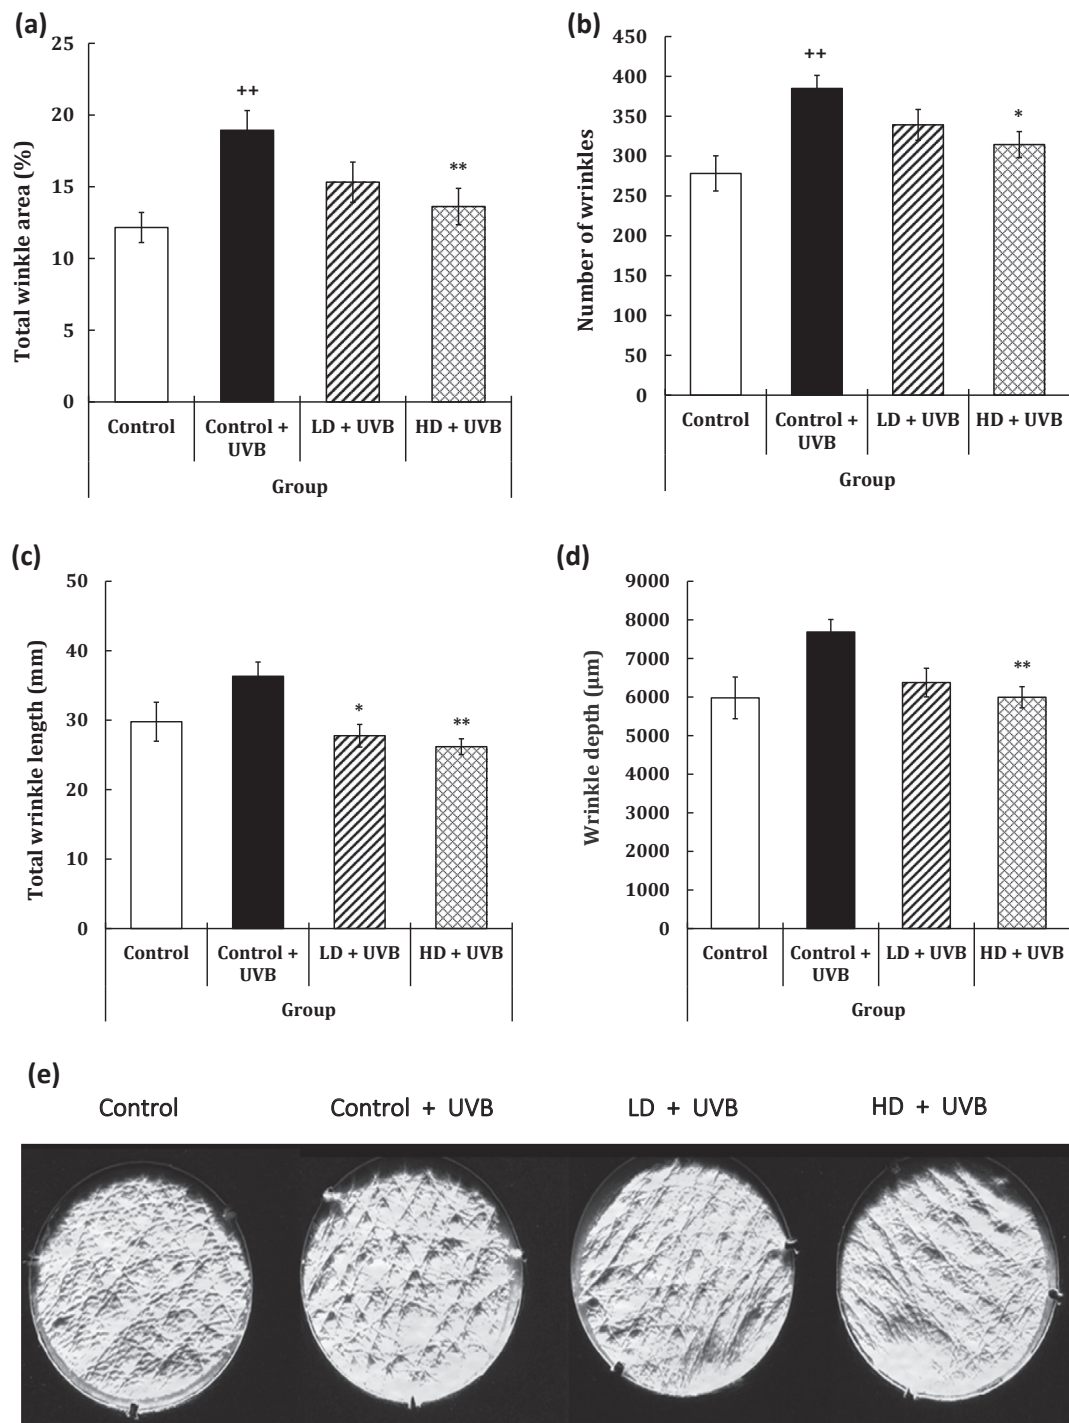 (a)
25
20
15
10
5
0
Total winkle area (%)
++
**
Control
Control + UVB
LD + UVB
HD + UVB
Group
(b)
450
400
350
300
250
200
150
100
50
0
Number of wrinkles
++
*
Control
Control + UVB
LD + UVB
HD + UVB
Group
(c)
50
40
30
20
10
0
Total wrinkle length (mm)
*
**
Control
Control + UVB
LD + UVB
HD + UVB
Group
(d)
9000
8000
7000
6000
5000
4000
3000
2000
1000
0
Wrinkle depth (μm)
**
Control
Control + UVB
LD + UVB
HD + UVB
Group
(e)
Control
Control + UVB
LD + UVB
HD + UVB